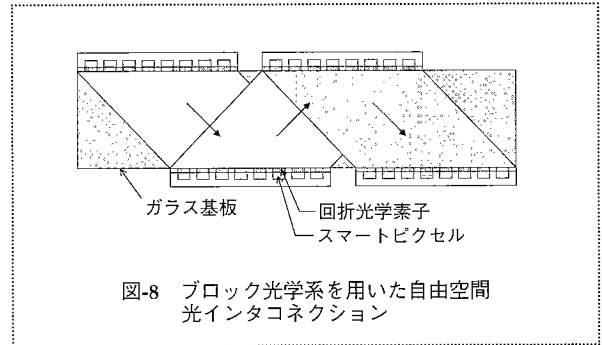 ガラス基板
回折光学素子
スマートピクセル
図-8 ブロック光学系を用いた自由空間
光インタコネクション